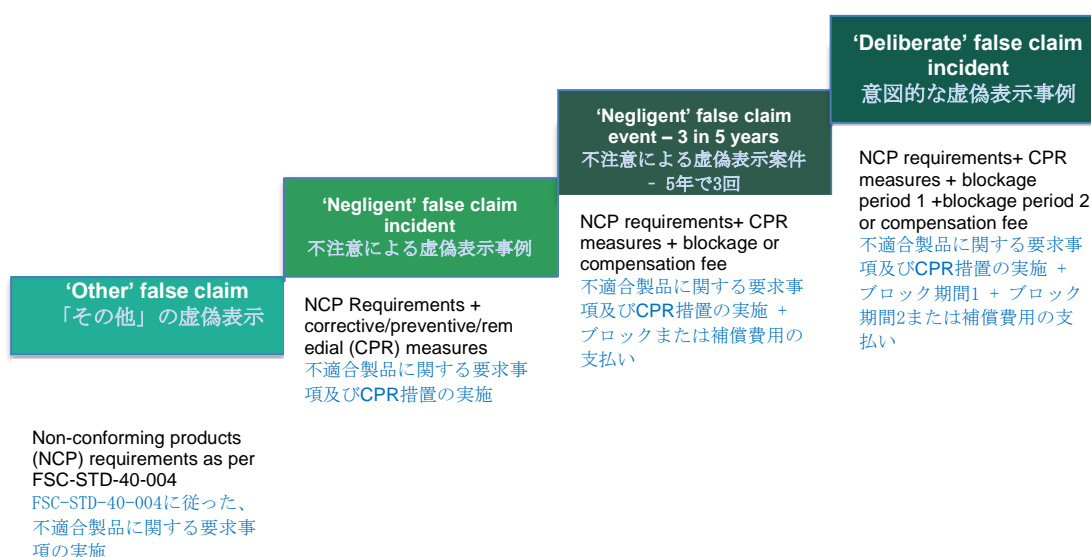 'Other' false claim
「その他」の虚偽表示
Non-conforming products
(NCP) requirements as per
FSC-STD-40-004
FSC-STD-40-004に従った、
不適合製品に関する要求事
項の実施
'Negligent' false claim
incident
不注意による虚偽表示事例
NCP Requirements +
corrective/preventive/rem
edial (CPR) measures
不適合製品に関する要求事
項及びCPR措置の実施
'Negligent' false claim
event – 3 in 5 years
不注意による虚偽表示案件
- 5年で3回
NCP requirements+ CPR
measures + blockage or
compensation fee
不適合製品に関する要求事
項及びCPR措置の実施 +
ブロックまたは補償費用の
支払い
'Deliberate' false claim
incident
意図的な虚偽表示事例
NCP requirements+ CPR
measures + blockage
period 1 +blockage period 2
or compensation fee
不適合製品に関する要求事
項及びCPR措置の実施 +
ブロック期間1 + ブロック
期間2または補償費用の支
払い